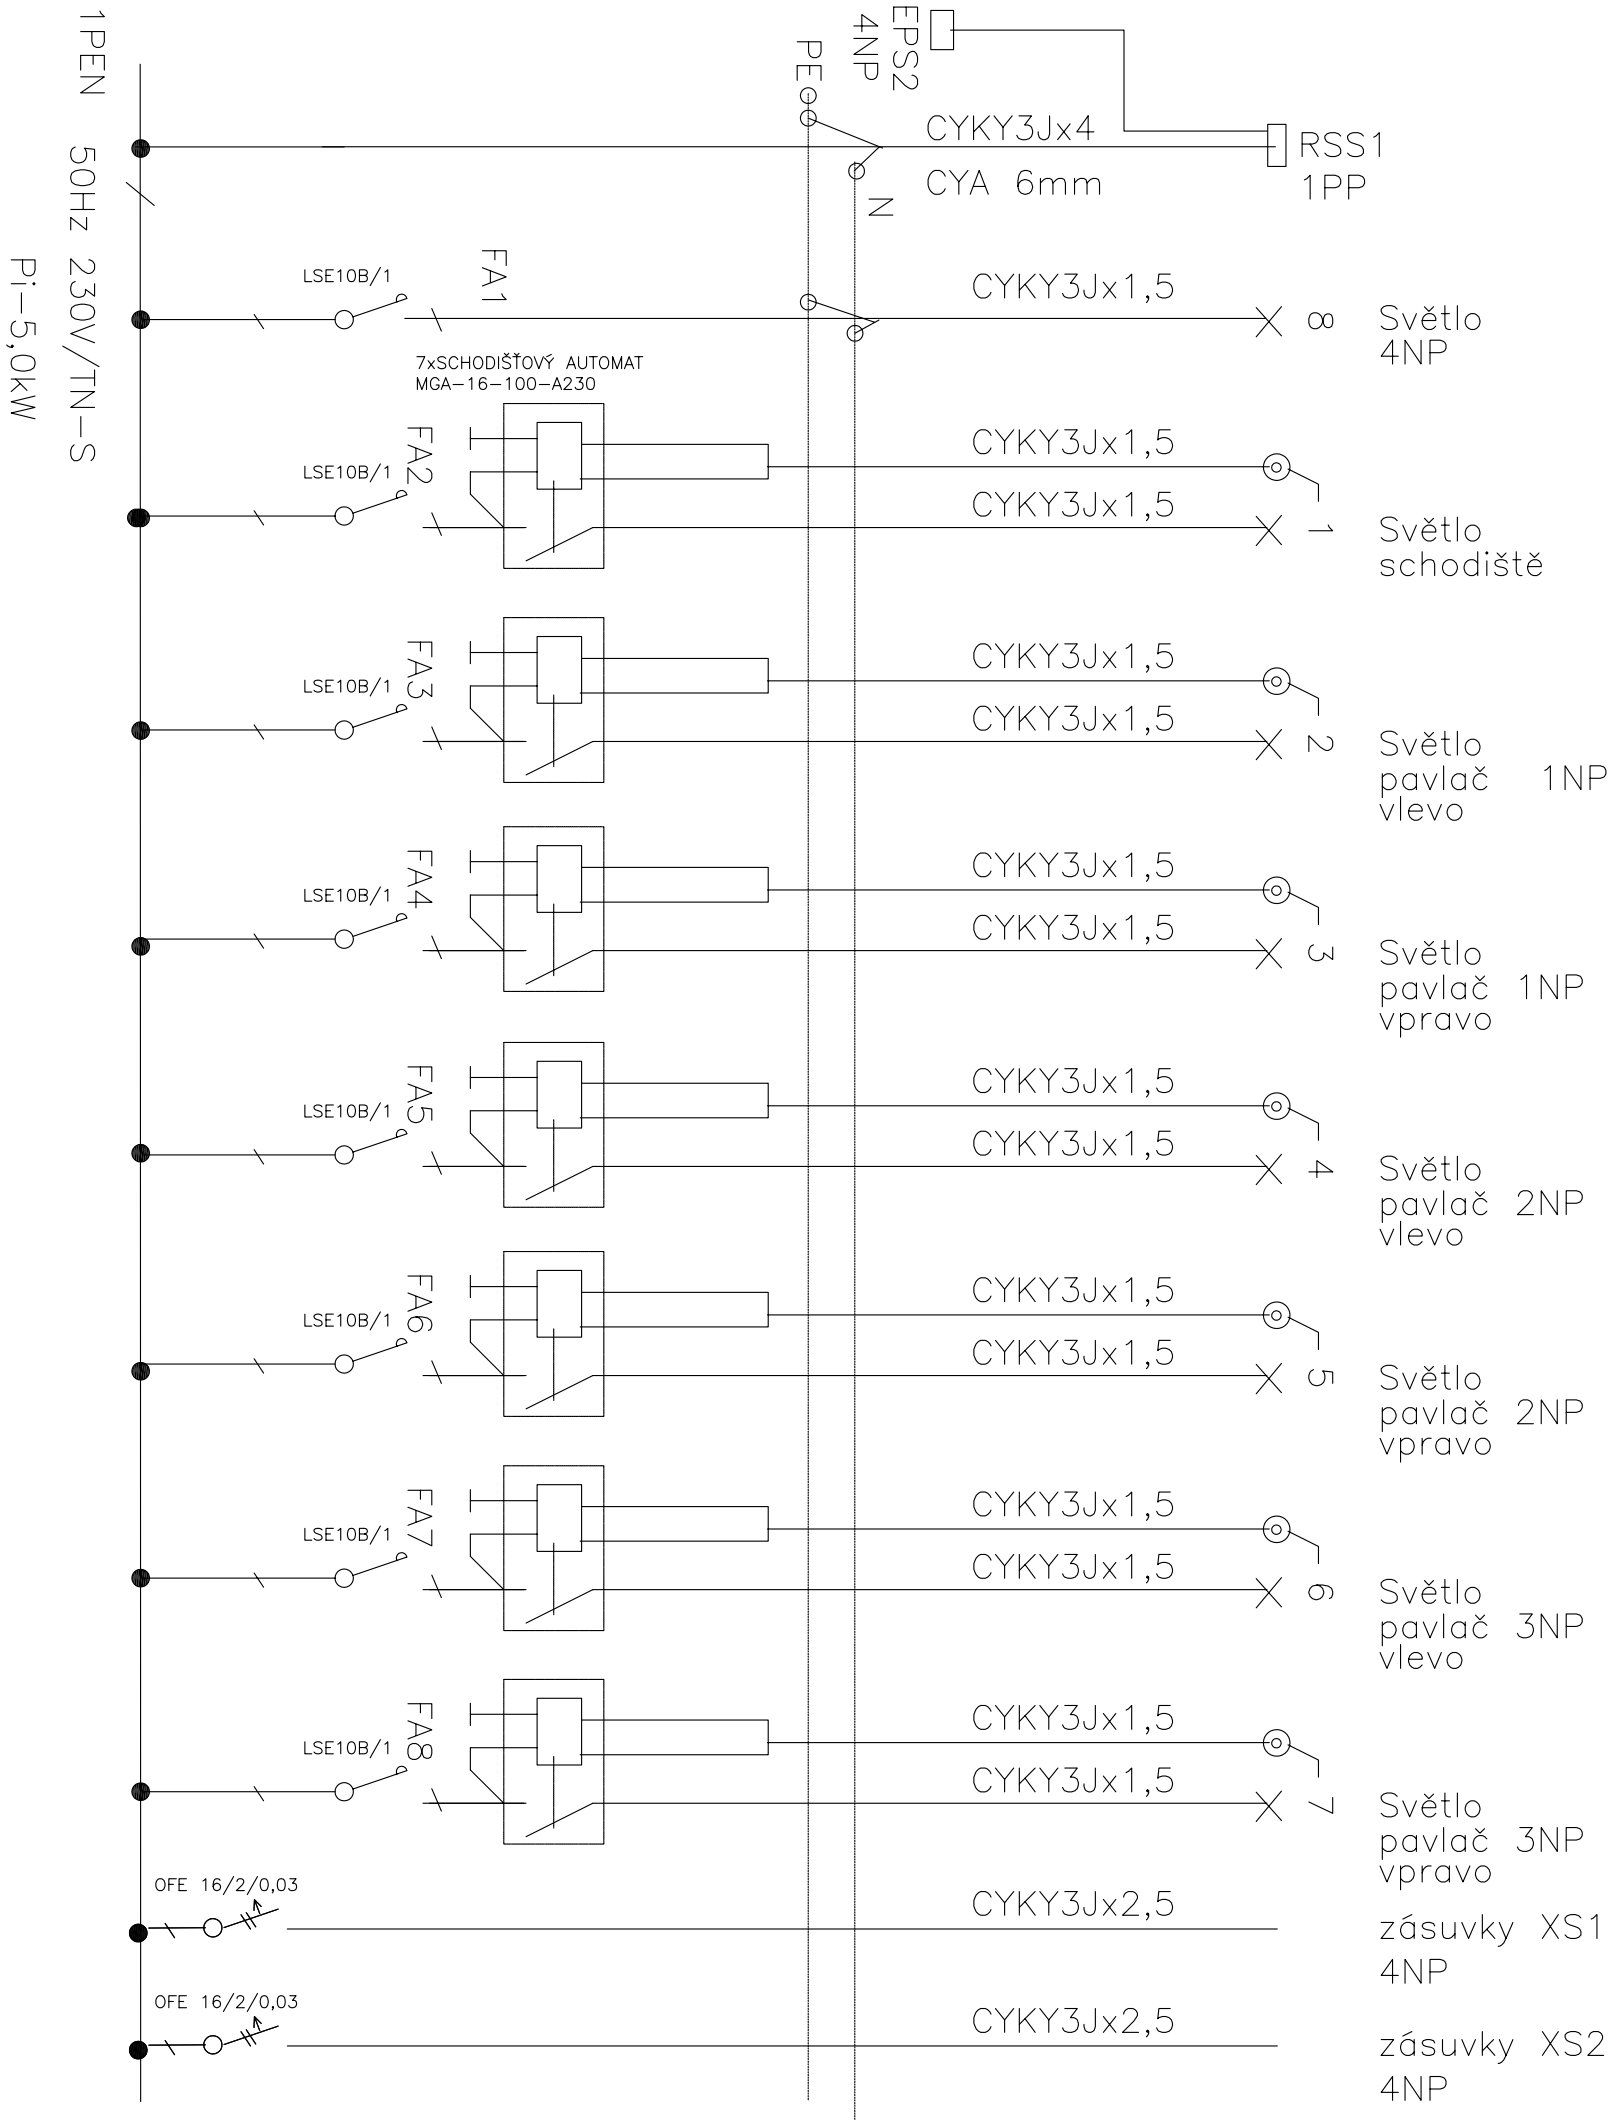 1PEN 50Hz 230V/TN-S
Pi-5,0kW
PE
4NP
EPS2
N
CYKY3Jx4
CYA 6mm
RSS1
1PP
LSE10B/1
FA1
CYKY3Jx1,5
8
Světlo
4NP
7xSCHODIŠŤOVÝ AUTOMAT
MGA-16-100-A230
LSE10B/1
FA2
CYKY3Jx1,5
CYKY3Jx1,5
1
Světlo
schodiště
LSE10B/1
FA3
CYKY3Jx1,5
CYKY3Jx1,5
2
Světlo
pavlač 1NP
vlevo
LSE10B/1
FA4
CYKY3Jx1,5
CYKY3Jx1,5
3
Světlo
pavlač 1NP
vpravo
LSE10B/1
FA5
CYKY3Jx1,5
CYKY3Jx1,5
4
Světlo
pavlač 2NP
vlevo
LSE10B/1
FA6
CYKY3Jx1,5
CYKY3Jx1,5
5
Světlo
pavlač 2NP
vpravo
LSE10B/1
FA7
CYKY3Jx1,5
CYKY3Jx1,5
6
Světlo
pavlač 3NP
vlevo
LSE10B/1
FA8
CYKY3Jx1,5
CYKY3Jx1,5
7
Světlo
pavlač 3NP
vpravo
OFE 16/2/0,03
CYKY3Jx2,5
zásuvky XS1
4NP
OFE 16/2/0,03
CYKY3Jx2,5
zásuvky XS2
4NP